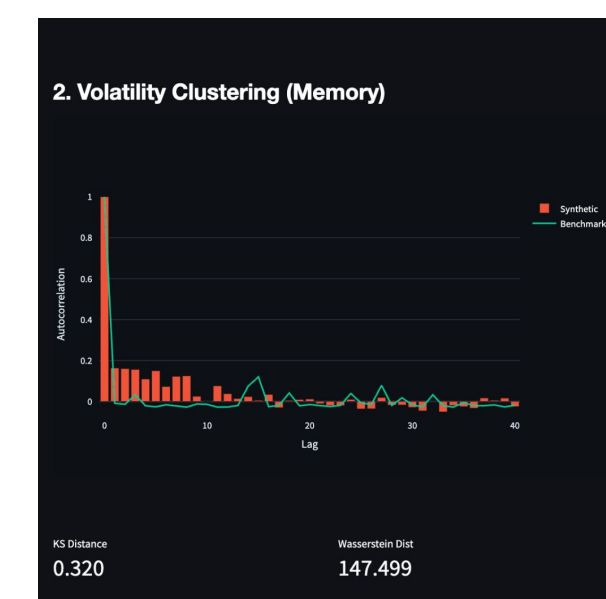 2. Volatility Clustering (Memory)
1
0.8
0.6
0.4
0.2
0
Autocorrelation
0 10 20 30 40
Lag
Synthetic
Benchmark
KS Distance Wasserstein Dist
0.320 147.499